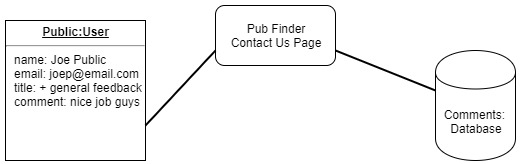 Public:User
name: Joe Public
email: joep@email.com
title: + general feedback
comment: nice job guys
Pub Finder
Contact Us Page
Comments:
Database